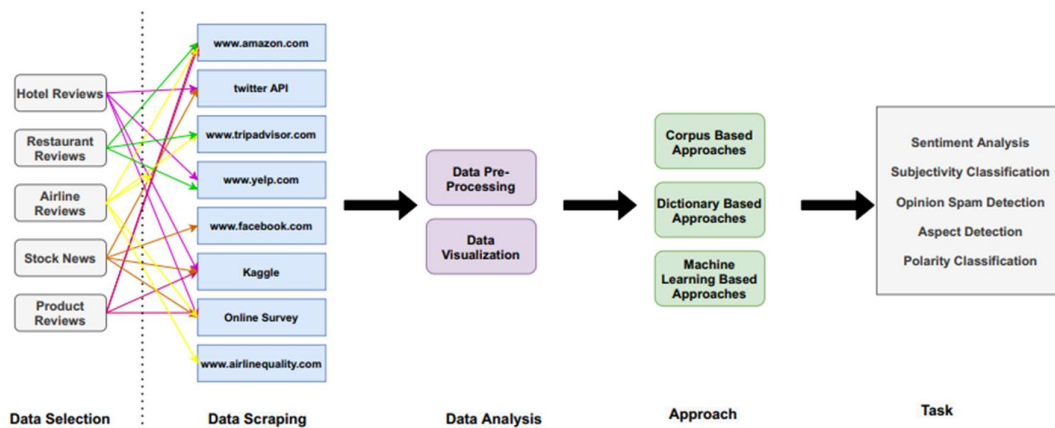 Hotel Reviews
Restaurant
Reviews
Airline
Reviews
Stock News
Product
Reviews
Data Selection
www.amazon.com
twitter API
www.tripadvisor.com
www.yelp.com
www.facebook.com
Kaggle
Online Survey
www.airlinequality.com
Data Scraping
Data Pre-
Processing
Data
Visualization
Data Analysis
Corpus Based
Approaches
Dictionary Based
Approaches
Machine
Learning Based
Approaches
Approach
Sentiment Analysis
Subjectivity Classification
Opinion Spam Detection
Aspect Detection
Polarity Classification
Task